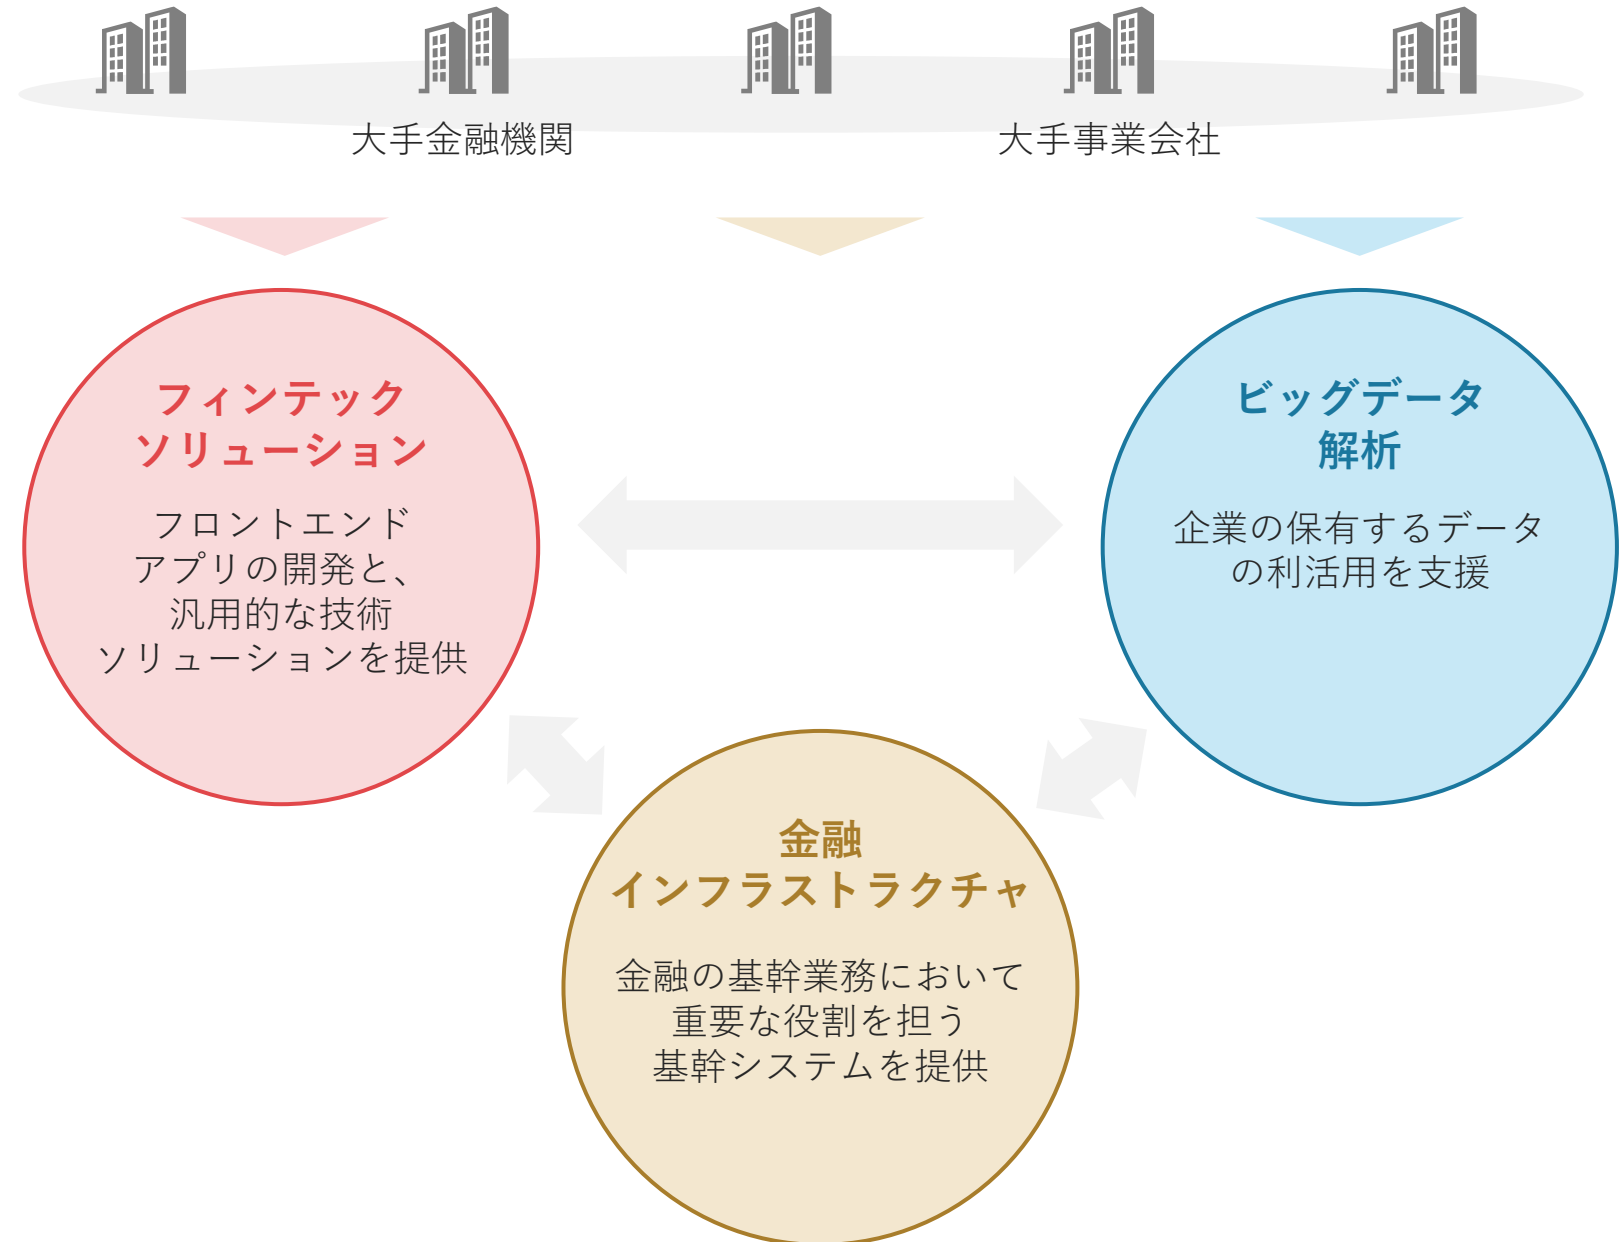 大手金融機関
大手事業会社
フィンテック
ソリューション
フロントエンド
アプリの開発と、
汎用的な技術
ソリューションを提供
ビッグデータ
解析
企業の保有するデータ
の利活用を支援
金融
インフラストラクチャ
金融の基幹業務において
重要な役割を担う
基幹システムを提供